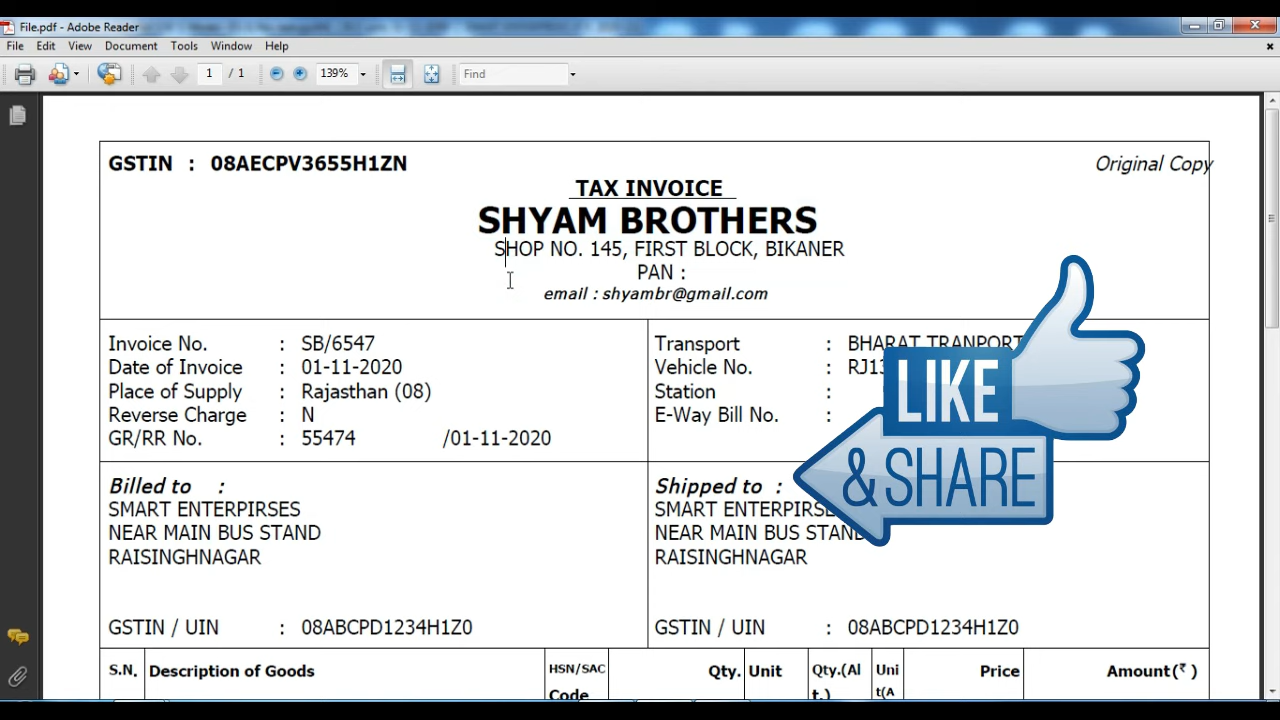 File.pdf - Adobe Reader
File Edit View Document Tools Window Help
1 / 1 139% Find
GSTIN : 08AECPV3655H1ZN Original Copy
TAX INVOICE
SHYAM BROTHERS
SHOP NO. 145, FIRST BLOCK, BIKANER
PAN :
email : shyambr@gmail.com
Invoice No. : SB/6547
Date of Invoice : 01-11-2020
Place of Supply : Rajasthan (08)
Reverse Charge : N
GR/RR No. : 55474 /01-11-2020
Transport : BHARAT TRANPORT
Vehicle No. :
Station :
E-Way Bill No. :
LIKE
& SHARE
Billed to :
SMART ENTERPIRSES
NEAR MAIN BUS STAND
RAISINGHNAGAR
GSTIN / UIN : 08ABCPD1234H1Z0
Shipped to :
SMART
NEAR MAIN BUS STAND
RAISINGHNAGAR
GSTIN / UIN : 08ABCPD1234H1Z0
S.N. Description of Goods HSN/SAC Code Qty. Unit Qty.(Alt.) Unit(A Price Amount(₹ )